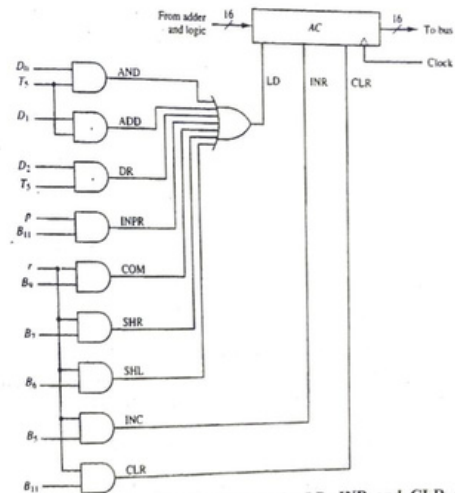 From adder
and logic
16
AC
16
To bus
Clock
LD
INR
CLR
D₀
T₅
AND
D₁
ADD
D₂
T₅
DR
p
B₁₁
INPR
r
B₉
COM
SHR
B₆
SHL
B₅
INC
B₁₁
CLR